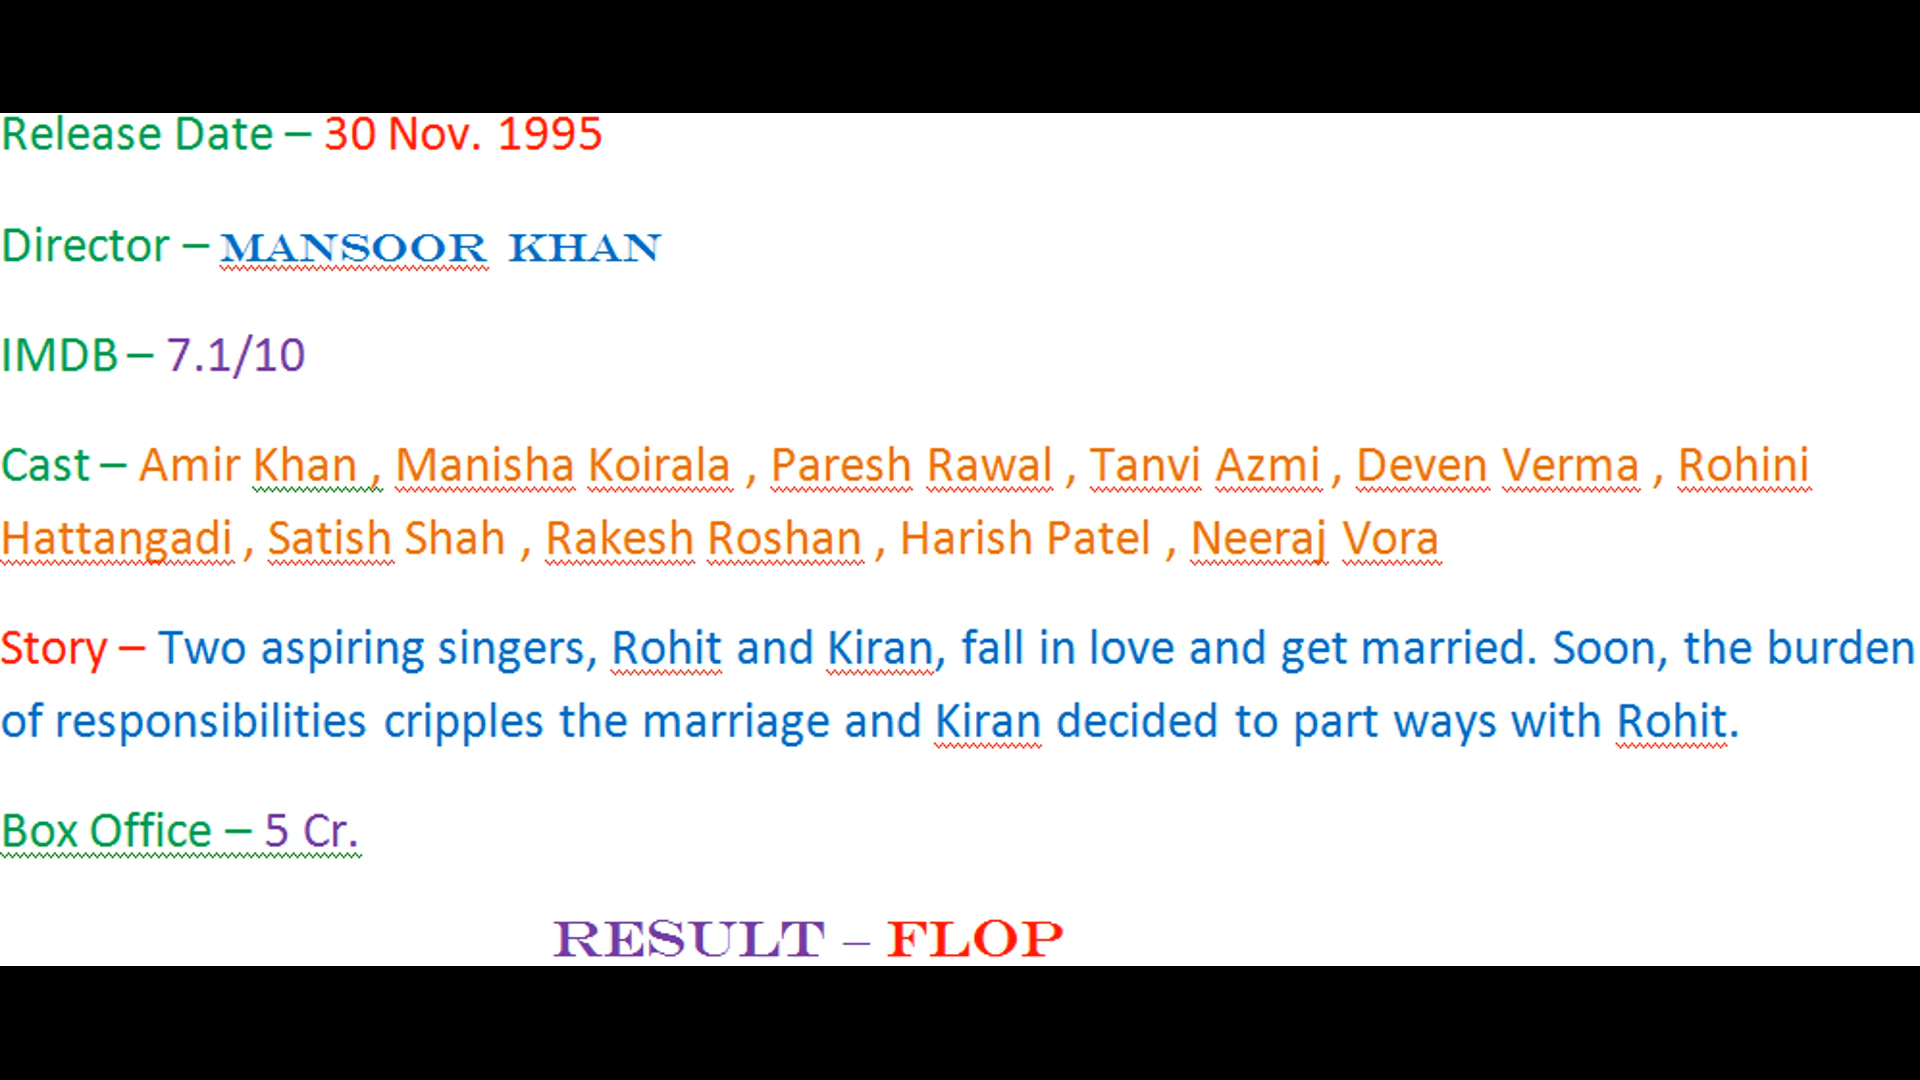 Release Date – 30 Nov. 1995
Director – MANSOOR KHAN
IMDB – 7.1/10
Cast – Amir Khan , Manisha Koirala , Paresh Rawal , Tanvi Azmi , Deven Verma , Rohini
Hattangadi , Satish Shah , Rakesh Roshan , Harish Patel , Neeraj Vora
Story – Two aspiring singers, Rohit and Kiran, fall in love and get married. Soon, the burden
of responsibilities cripples the marriage and Kiran decided to part ways with Rohit.
Box Office – 5 Cr.
RESULT – FLOP